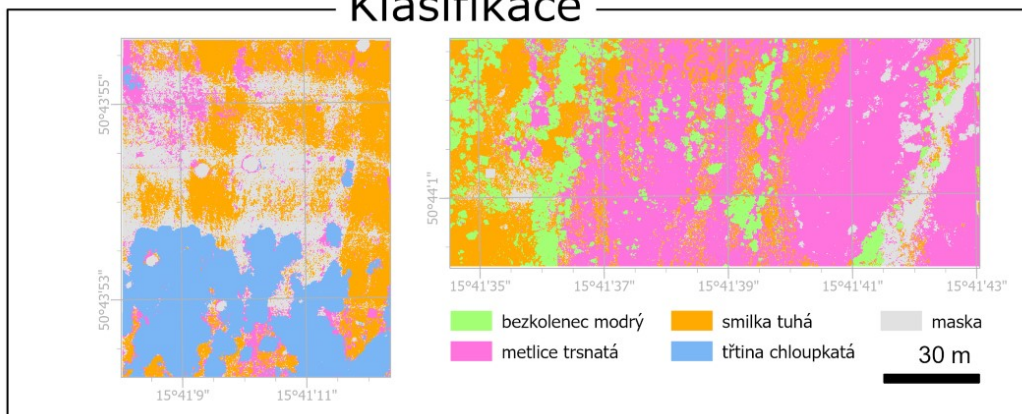 Klasifikace
50°43'55"
50°43'53"
15°41'9"
15°41'11"
50°44'1"
15°41'35"
15°41'37"
15°41'39"
15°41'41"
15°41'43"
bezkolenec modrý
smilka tuhá
maska
metlice trsnatá
třtina chloupkatá
30 m